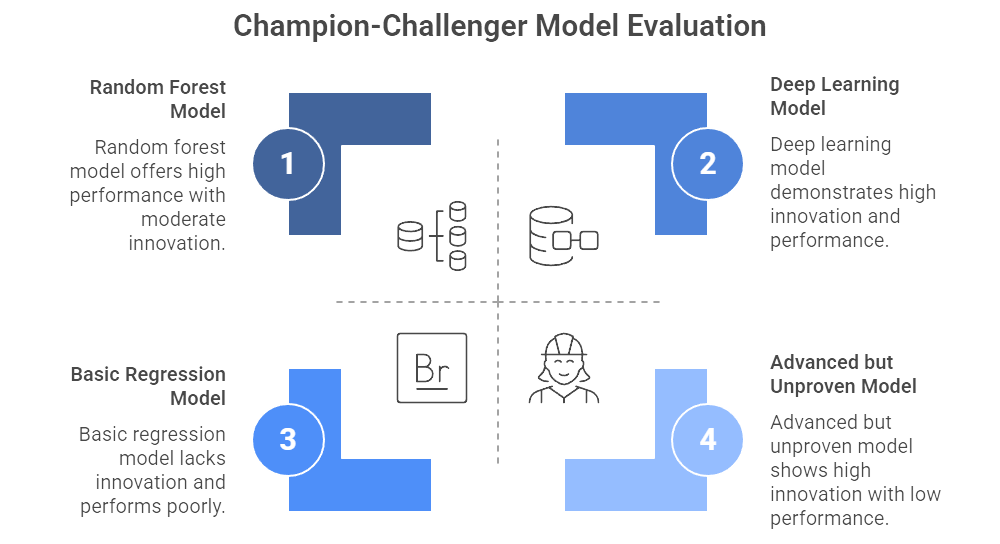 Champion-Challenger Model Evaluation
Random Forest
Model
Random forest
model offers high
performance with
moderate
innovation.
1
2
Deep Learning
Model
Deep learning
model
demonstrates high
innovation and
performance.
Basic Regression
Model
Basic regression
model lacks
innovation and
performs poorly.
3
Br
4
Advanced but
Unproven Model
Advanced but
unproven model
shows high
innovation with low
performance.